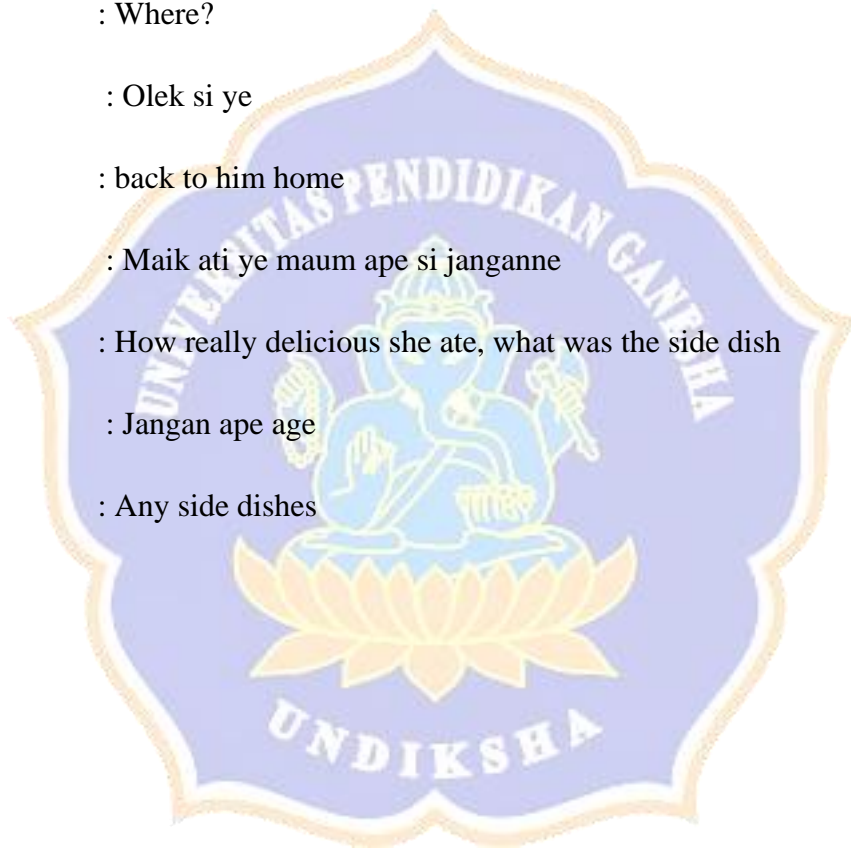 : Where?
: Olek si ye
: back to him home
: Maik ati ye maum ape si janganne
: How really delicious she ate, what was the side dish
: Jangan ape age
: Any side dishes
UNIVERSITAS PENDIDIKAN GANESHA
UNDIKSHA